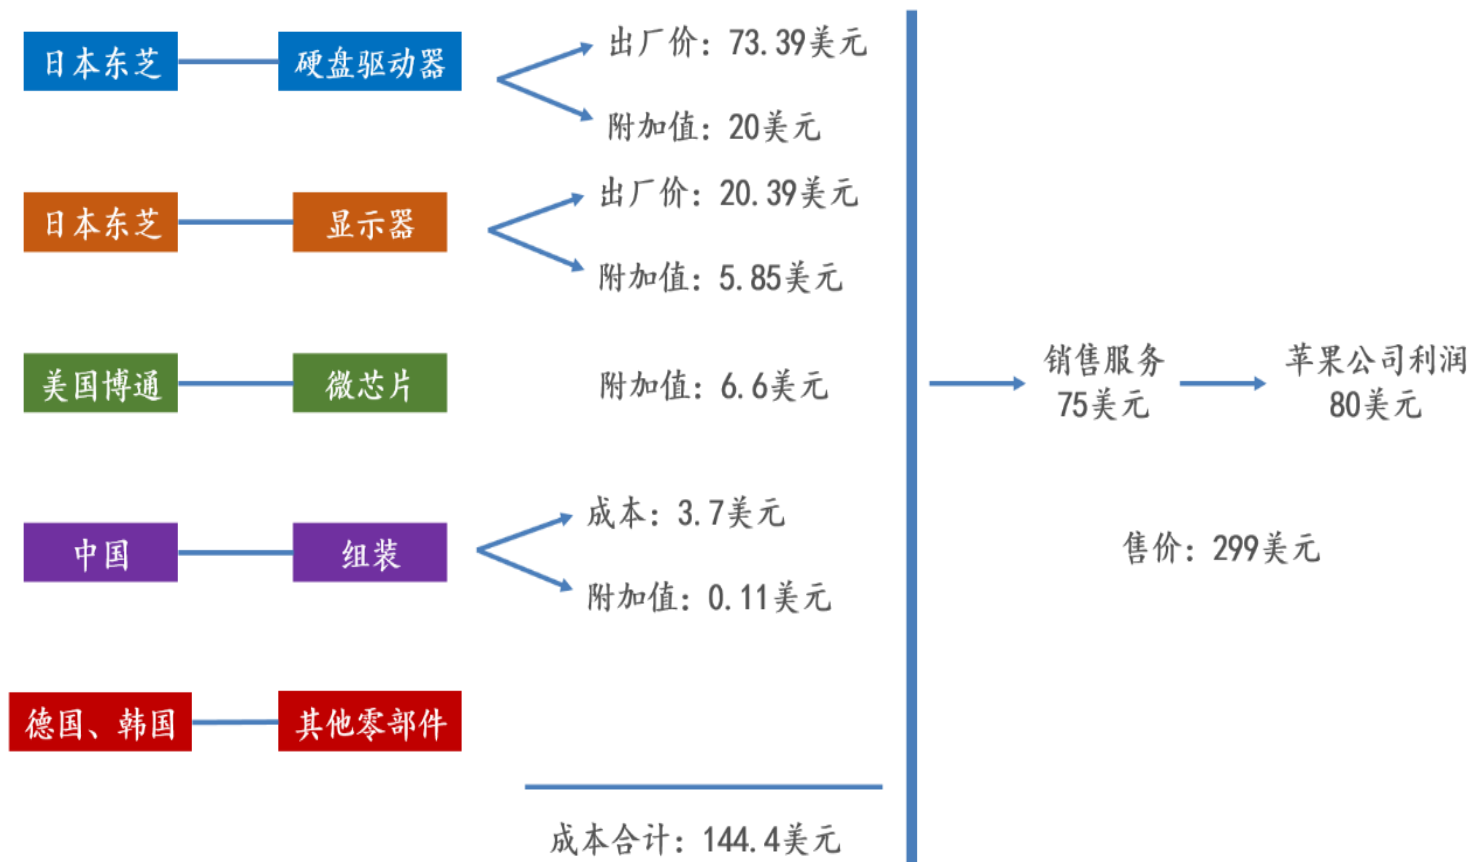 日本东芝
硬盘驱动器
出厂价：73.39美元
附加值：20美元
日本东芝
显示器
出厂价：20.39美元
附加值：5.85美元
美国博通
微芯片
附加值：6.6美元
中国
组装
成本：3.7美元
附加值：0.11美元
德国、韩国
其他零部件
成本合计：144.4美元
销售服务
75美元
苹果公司利润
80美元
售价：299美元